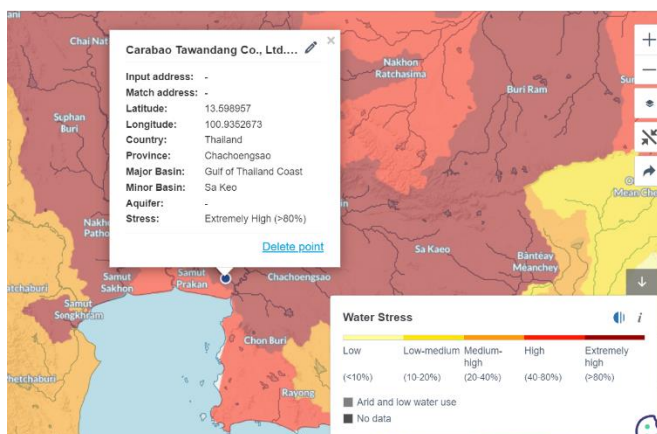 Carabao Tawandang Co., Ltd....
Input address: -
Match address: -
Latitude: 13.598957
Longitude: 100.9352673
Country: Thailand
Province: Chachoengsao
Major Basin: Gulf of Thailand Coast
Minor Basin: Sa Keo
Aquifer: -
Stress: Extremely High (>80%)
Delete point
Chai Nat
Suphan
Buri
Nakhon
Ratchasima
Buri Ram
Mean Che
Sa Kaeo
Bântéay
Meanchey
Samut
Sakhon
Samut
Prakan
Chachoengsao
Samut
Songkhram
Chon Buri
Rayong
Water Stress
Low
(<10%)
Low-medium
(10-20%)
Medium-
high
(20-40%)
High
(40-80%)
Extremely
high
(>80%)
Arid and low water use
No data